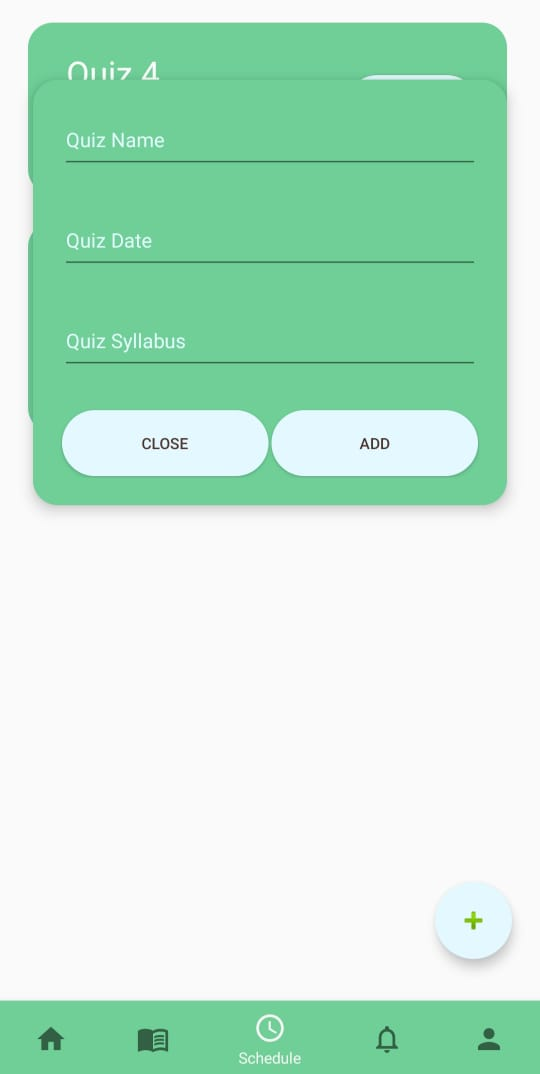 Quiz 4
Quiz Name
Quiz Date
Quiz Syllabus
CLOSE
ADD
Schedule